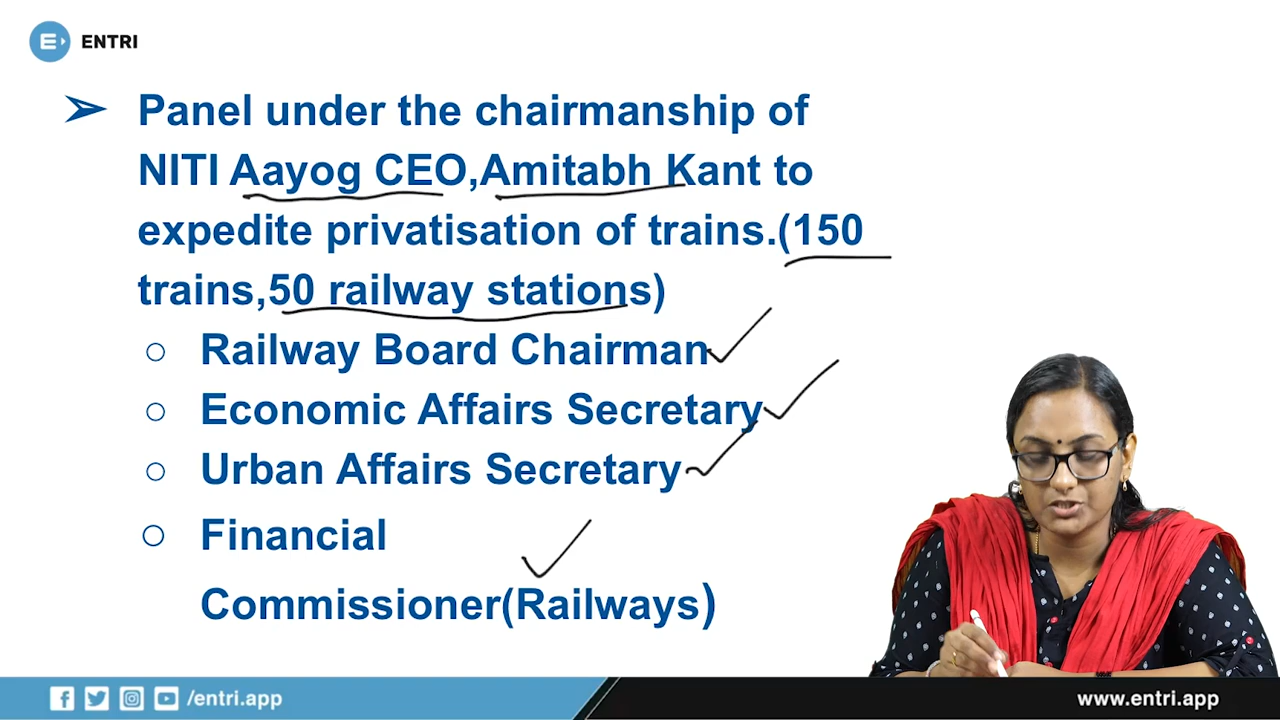 ENTRI
➢ Panel under the chairmanship of
NITI Aayog CEO,Amitabh Kant to
expedite privatisation of trains.(150
trains,50 railway stations)
○ Railway Board Chairman
○ Economic Affairs Secretary
○ Urban Affairs Secretary
○ Financial
Commissioner(Railways)
/entri.app
www.entri.app